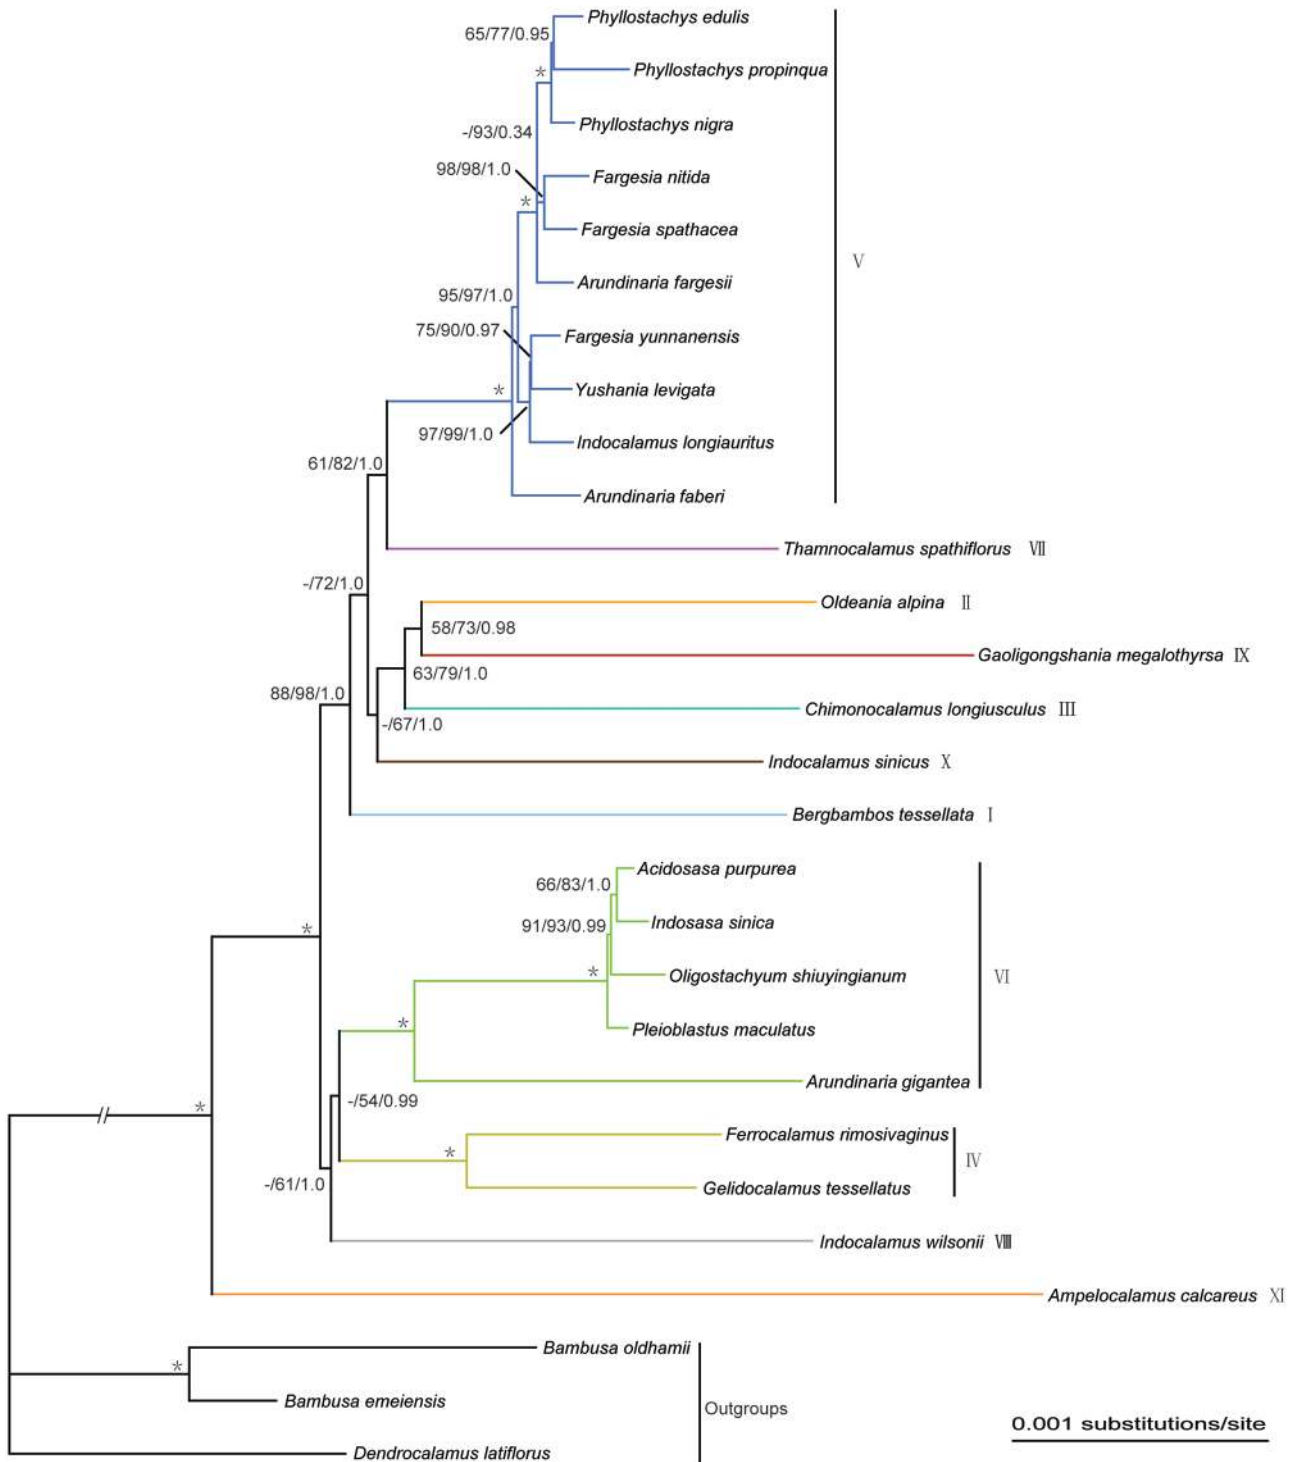 Phyllostachys edulis
65/77/0.95
Phyllostachys propinqua
*
Phyllostachys nigra
-/93/0.34
98/98/1.0
Fargesia nitida
*
Fargesia spathacea
V
Arundinaria fargesii
95/97/1.0
75/90/0.97
Fargesia yunnanensis
*
Yushania levigata
97/99/1.0
Indocalamus longiauritus
61/82/1.0
Arundinaria faberi
Thamnocalamus spathiflorus Ⅶ
-/72/1.0
Oldeania alpina Ⅱ
58/73/0.98
Gaoligongshania megalothyrsa Ⅸ
63/79/1.0
88/98/1.0
Chimonocalamus longiusculus Ⅲ
-/67/1.0
Indocalamus sinicus Ⅹ
Bergbambos tessellata Ⅰ
Acidosasa purpurea
66/83/1.0
Indosasa sinica
91/93/0.99
*
*
Oligostachyum shiuyingianum
Ⅵ
Pleioblastus maculatus
*
Arundinaria gigantea
-/54/0.99
*
//
Ferrocalamus rimosivaginus
*
Ⅳ
-/61/1.0
Gelidocalamus tessellatus
Indocalamus wilsonii Ⅷ
Ampelocalamus calcareus Ⅺ
Bambusa oldhamii
*
Bambusa emeiensis
Outgroups
0.001 substitutions/site
Dendrocalamus latiflorus